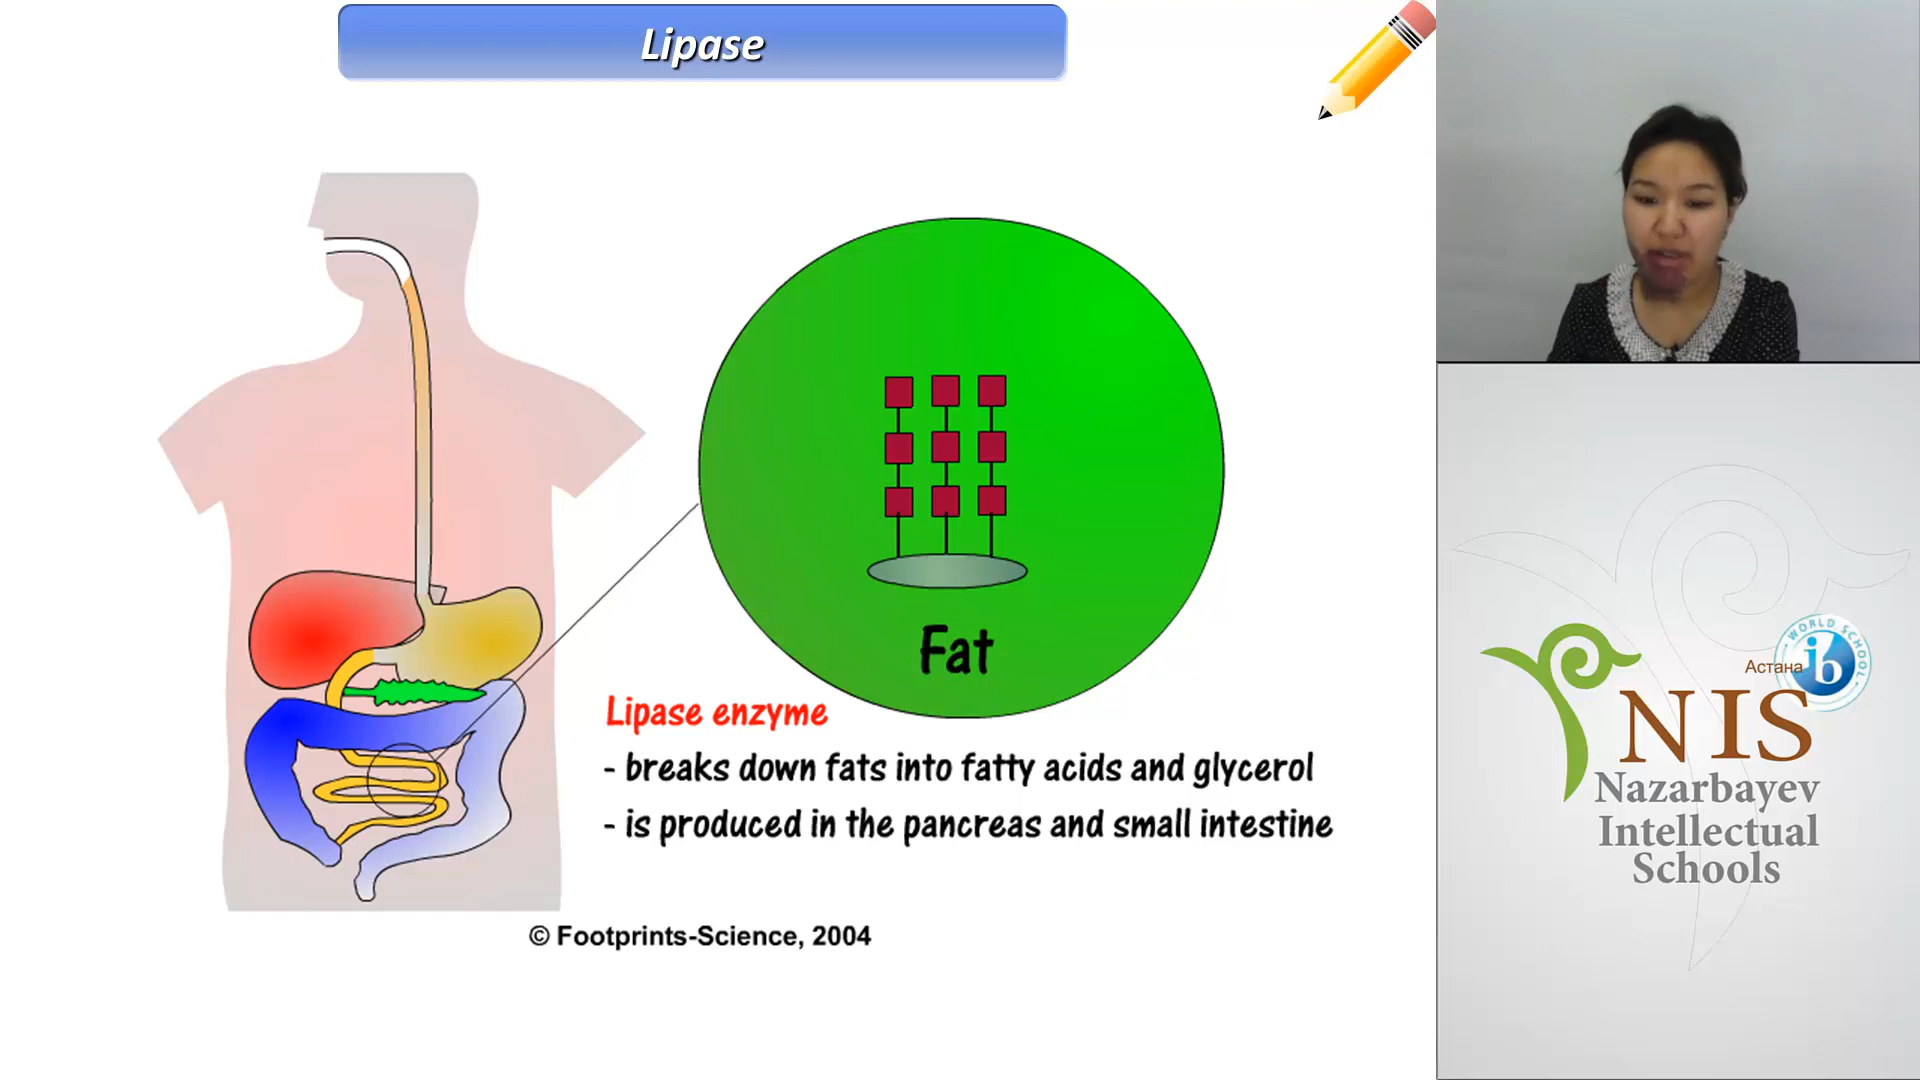 Lipase
Fat
Lipase enzyme
- breaks down fats into fatty acids and glycerol
- is produced in the pancreas and small intestine
© Footprints-Science, 2004
WORLD SCHOOL
ib
Астана
NIS
Nazarbayev
Intellectual
Schools